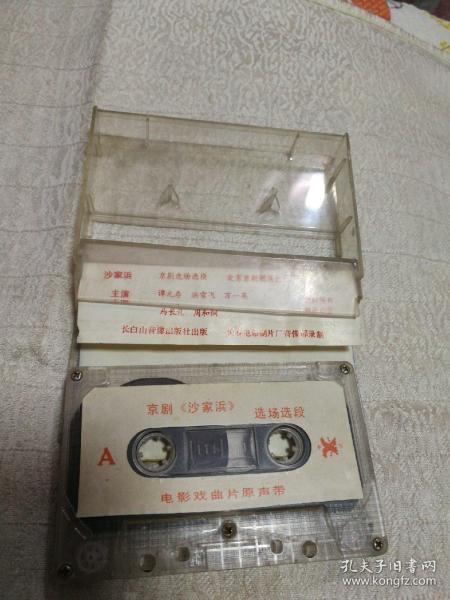 沙家浜 京剧选场选段
主演 谭元寿 洪雪飞 万一英
马长礼 周和桐
长白山音像出版社出版
京剧《沙家浜》 选场选段
A
电影戏曲片原声带
孔夫子旧书网
www.kongfz.com